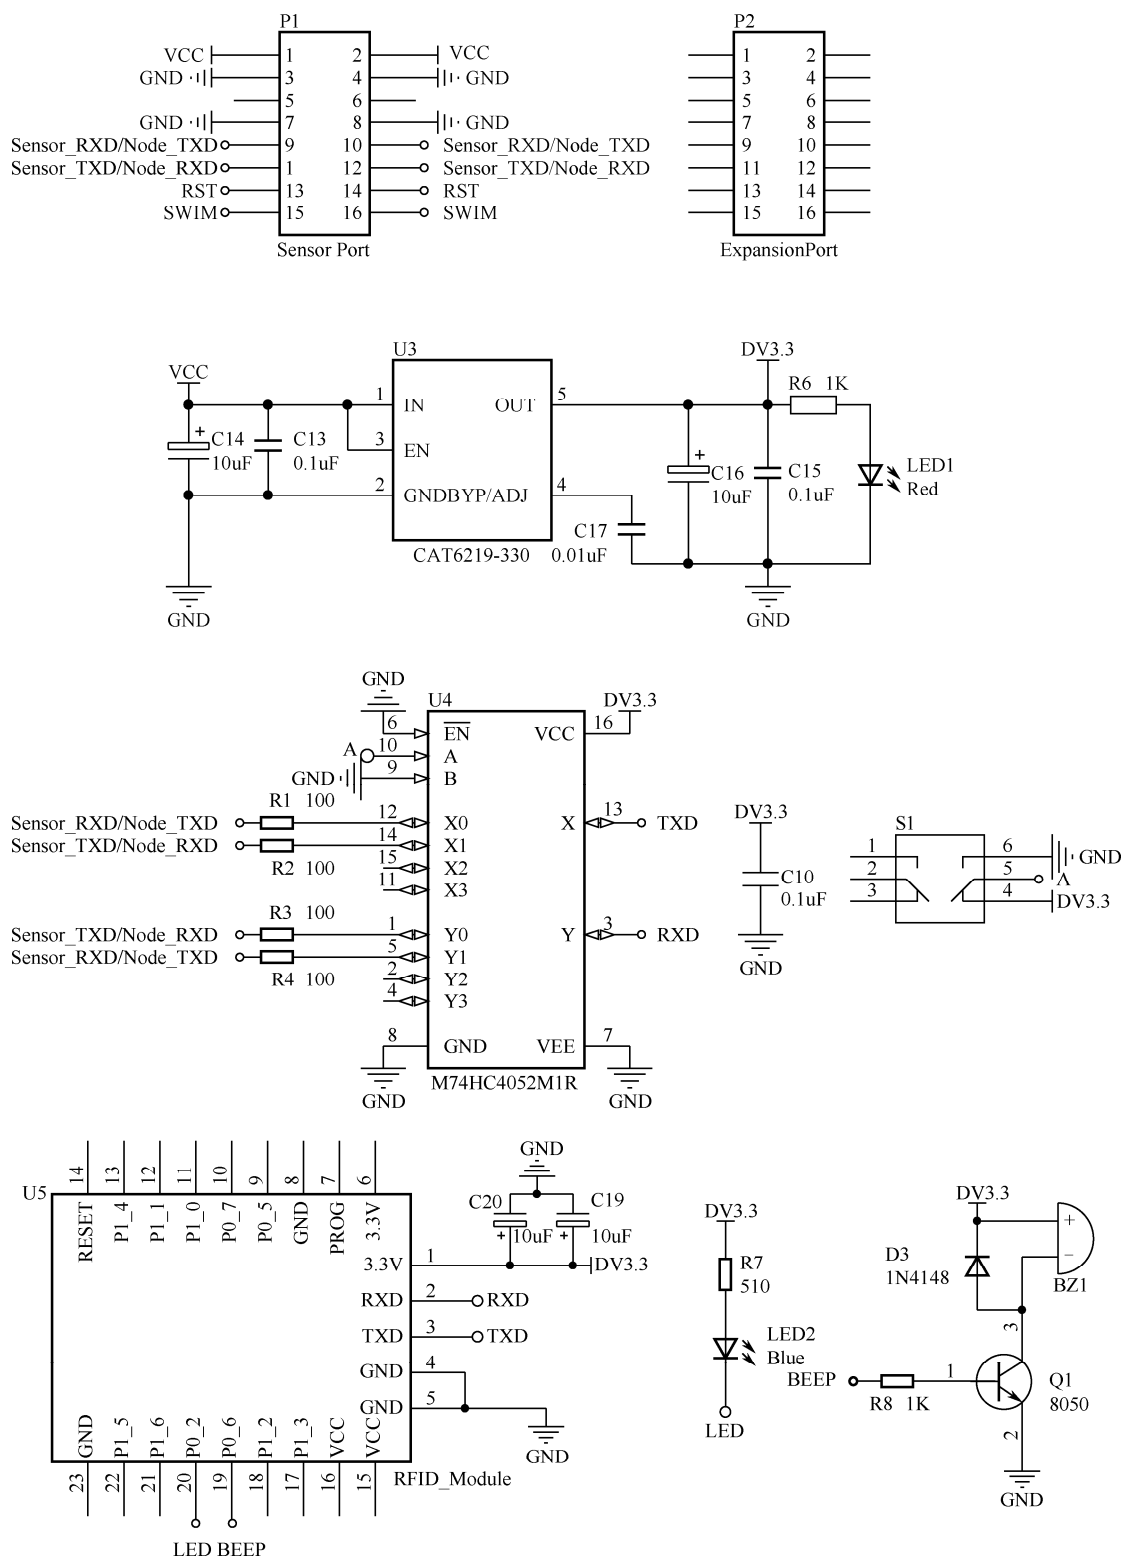 P1
P2
VCC 1 2 VCC
GND 3 4 GND
5 6
GND 7 8 GND
Sensor_RXD/Node_TXD 9 10 Sensor_RXD/Node_TXD
Sensor_TXD/Node_RXD 1 12 Sensor_TXD/Node_RXD
RST 13 14 RST
SWIM 15 16 SWIM
Sensor Port
1 2
3 4
5 6
7 8
9 10
11 12
13 14
15 16
ExpansionPort
U3
DV3.3
VCC
1 IN OUT 5
R6 1K
3 EN
C14
10uF
C13
0.1uF
2 GNDBYP/ADJ 4
C17
0.01uF
C16
10uF
C15
0.1uF
LED1
Red
CAT6219-330
GND
GND
GND
U4
DV3.3
6 EN VCC 16
A 10 A
GND 9 B
R1 100
Sensor_RXD/Node_TXD 12 X0 X 13 TXD
Sensor_TXD/Node_RXD 14 X1
R2 100
15 X2
11 X3
R3 100
Sensor_TXD/Node_RXD 1 Y0 Y 3 RXD
Sensor_RXD/Node_TXD 5 Y1
R4 100
2 Y2
4 Y3
8 GND VEE 7
M74HC4052M1R
GND
GND
DV3.3
C10
0.1uF
GND
S1
1 6 GND
2 5 A
3 4 DV3.3
U5
14 13 12 11 10 9 8 7 6
RESET P1_4 P1_1 P1_0 P0_7 P0_5 GND PROG 3.3V
GND
C20
10uF
C19
10uF
3.3V 1 DV3.3
RXD 2 RXD
TXD 3 TXD
GND 4
GND 5
GND
GND P1_5 P1_6 P0_2 P0_6 P1_2 P1_3 VCC VCC
23 22 21 20 19 18 17 16 15
RFID_Module
LED BEEP
DV3.3
R7
510
LED2
Blue
LED
DV3.3
+
−
D3
1N4148
BZ1
3
BEEP
R8 1K
1
Q1
8050
2
GND